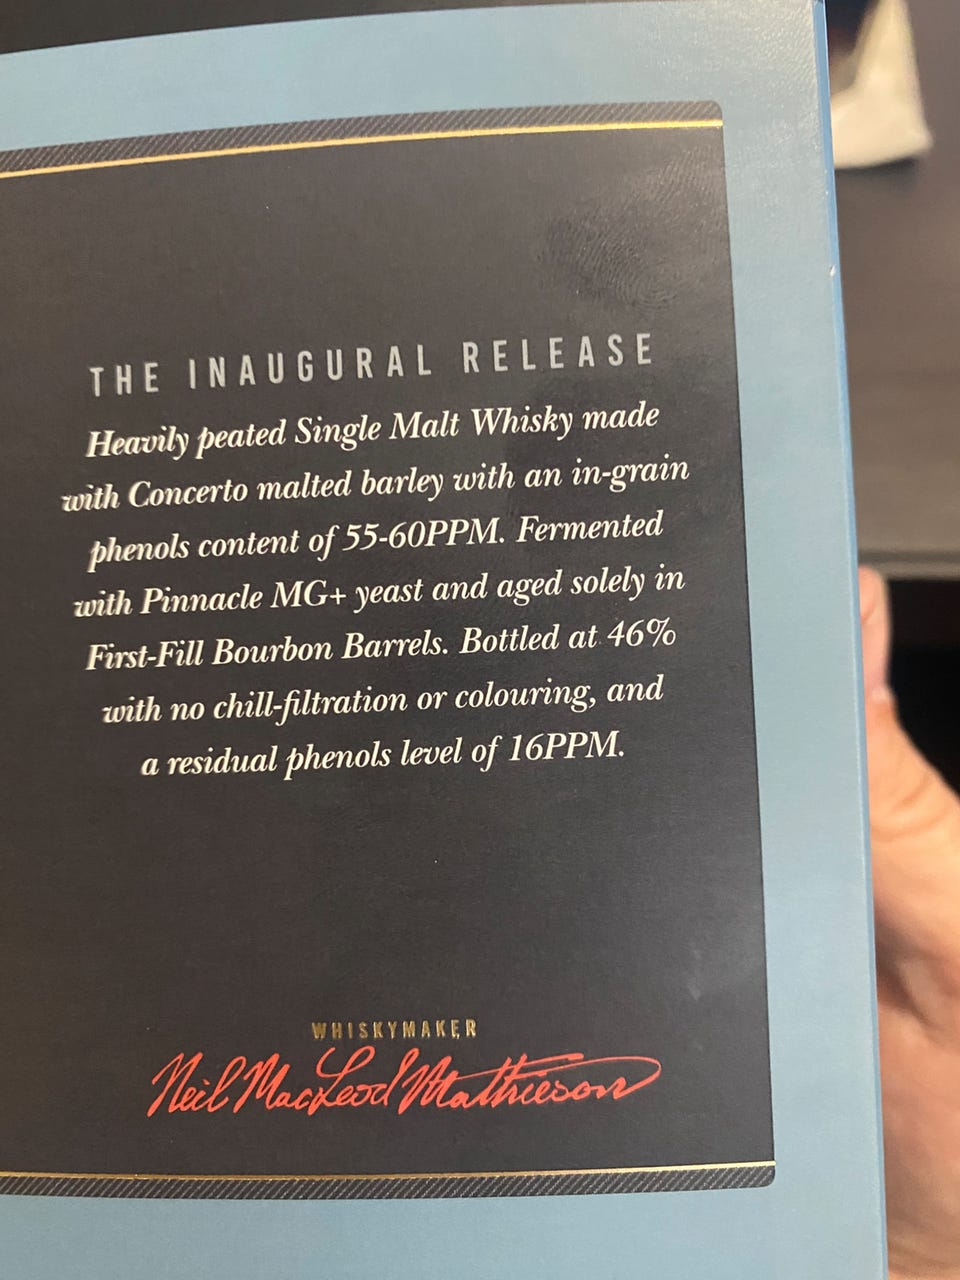 THE INAUGURAL RELEASE
Heavily peated Single Malt Whisky made
with Concerto malted barley with an in-grain
phenols content of 55-60PPM. Fermented
with Pinnacle MG+ yeast and aged solely in
First-Fill Bourbon Barrels. Bottled at 46%
with no chill-filtration or colouring, and
a residual phenols level of 16PPM.
WHISKYMAKER
Neil MacLeod Mathieson